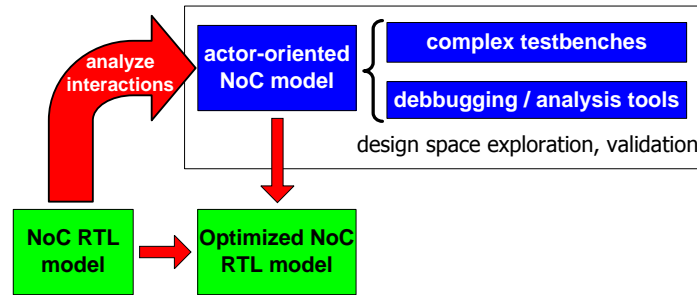 analyze
interactions
actor-oriented
NoC model
complex testbenches
debbugging / analysis tools
design space exploration, validation
NoC RTL
model
Optimized NoC
RTL model